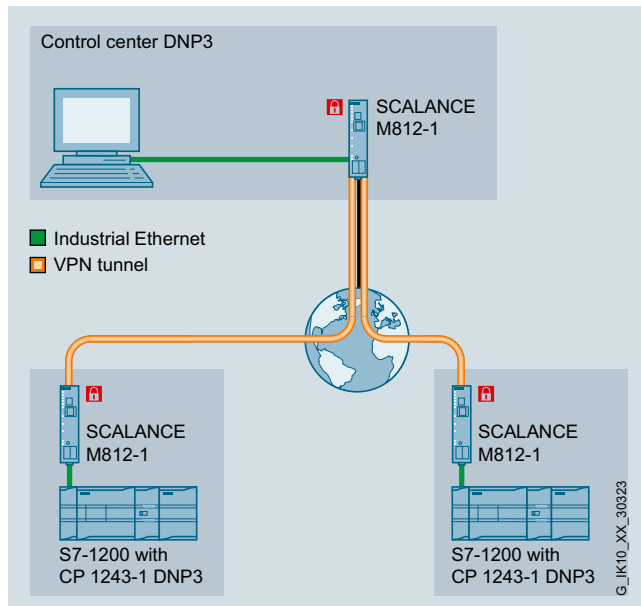 Control center DNP3
SCALANCE
M812-1
Industrial Ethernet
VPN tunnel
SCALANCE
M812-1
S7-1200 with
CP 1243-1 DNP3
SCALANCE
M812-1
S7-1200 with
CP 1243-1 DNP3
G_IK10_XX_30323